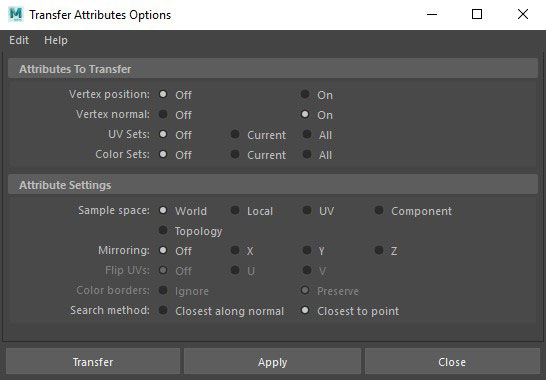 Transfer Attributes Options
Edit Help
Attributes To Transfer
Vertex position: Off On
Vertex normal: Off On
UV Sets: Off Current All
Color Sets: Off Current All
Attribute Settings
Sample space: World Local UV Component
Topology
Mirroring: Off X Y Z
Flip UVs: Off U V
Color borders: Ignore Preserve
Search method: Closest along normal Closest to point
Transfer Apply Close